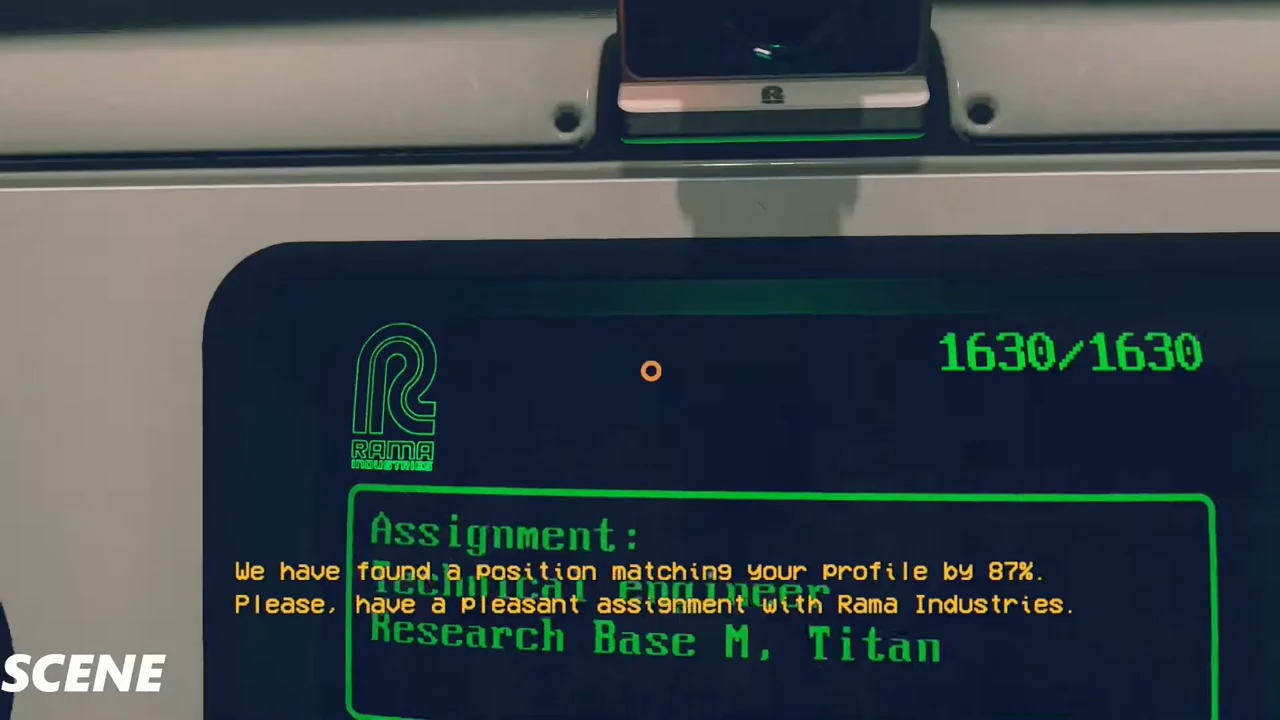 R
1630/1630
RAMA
INDUSTRIES
Assignment:
We have found a position matching your profile by 87%.
Technical engineer
Please, have a pleasant assignment with Rama Industries.
Research Base M, Titan
SCENE